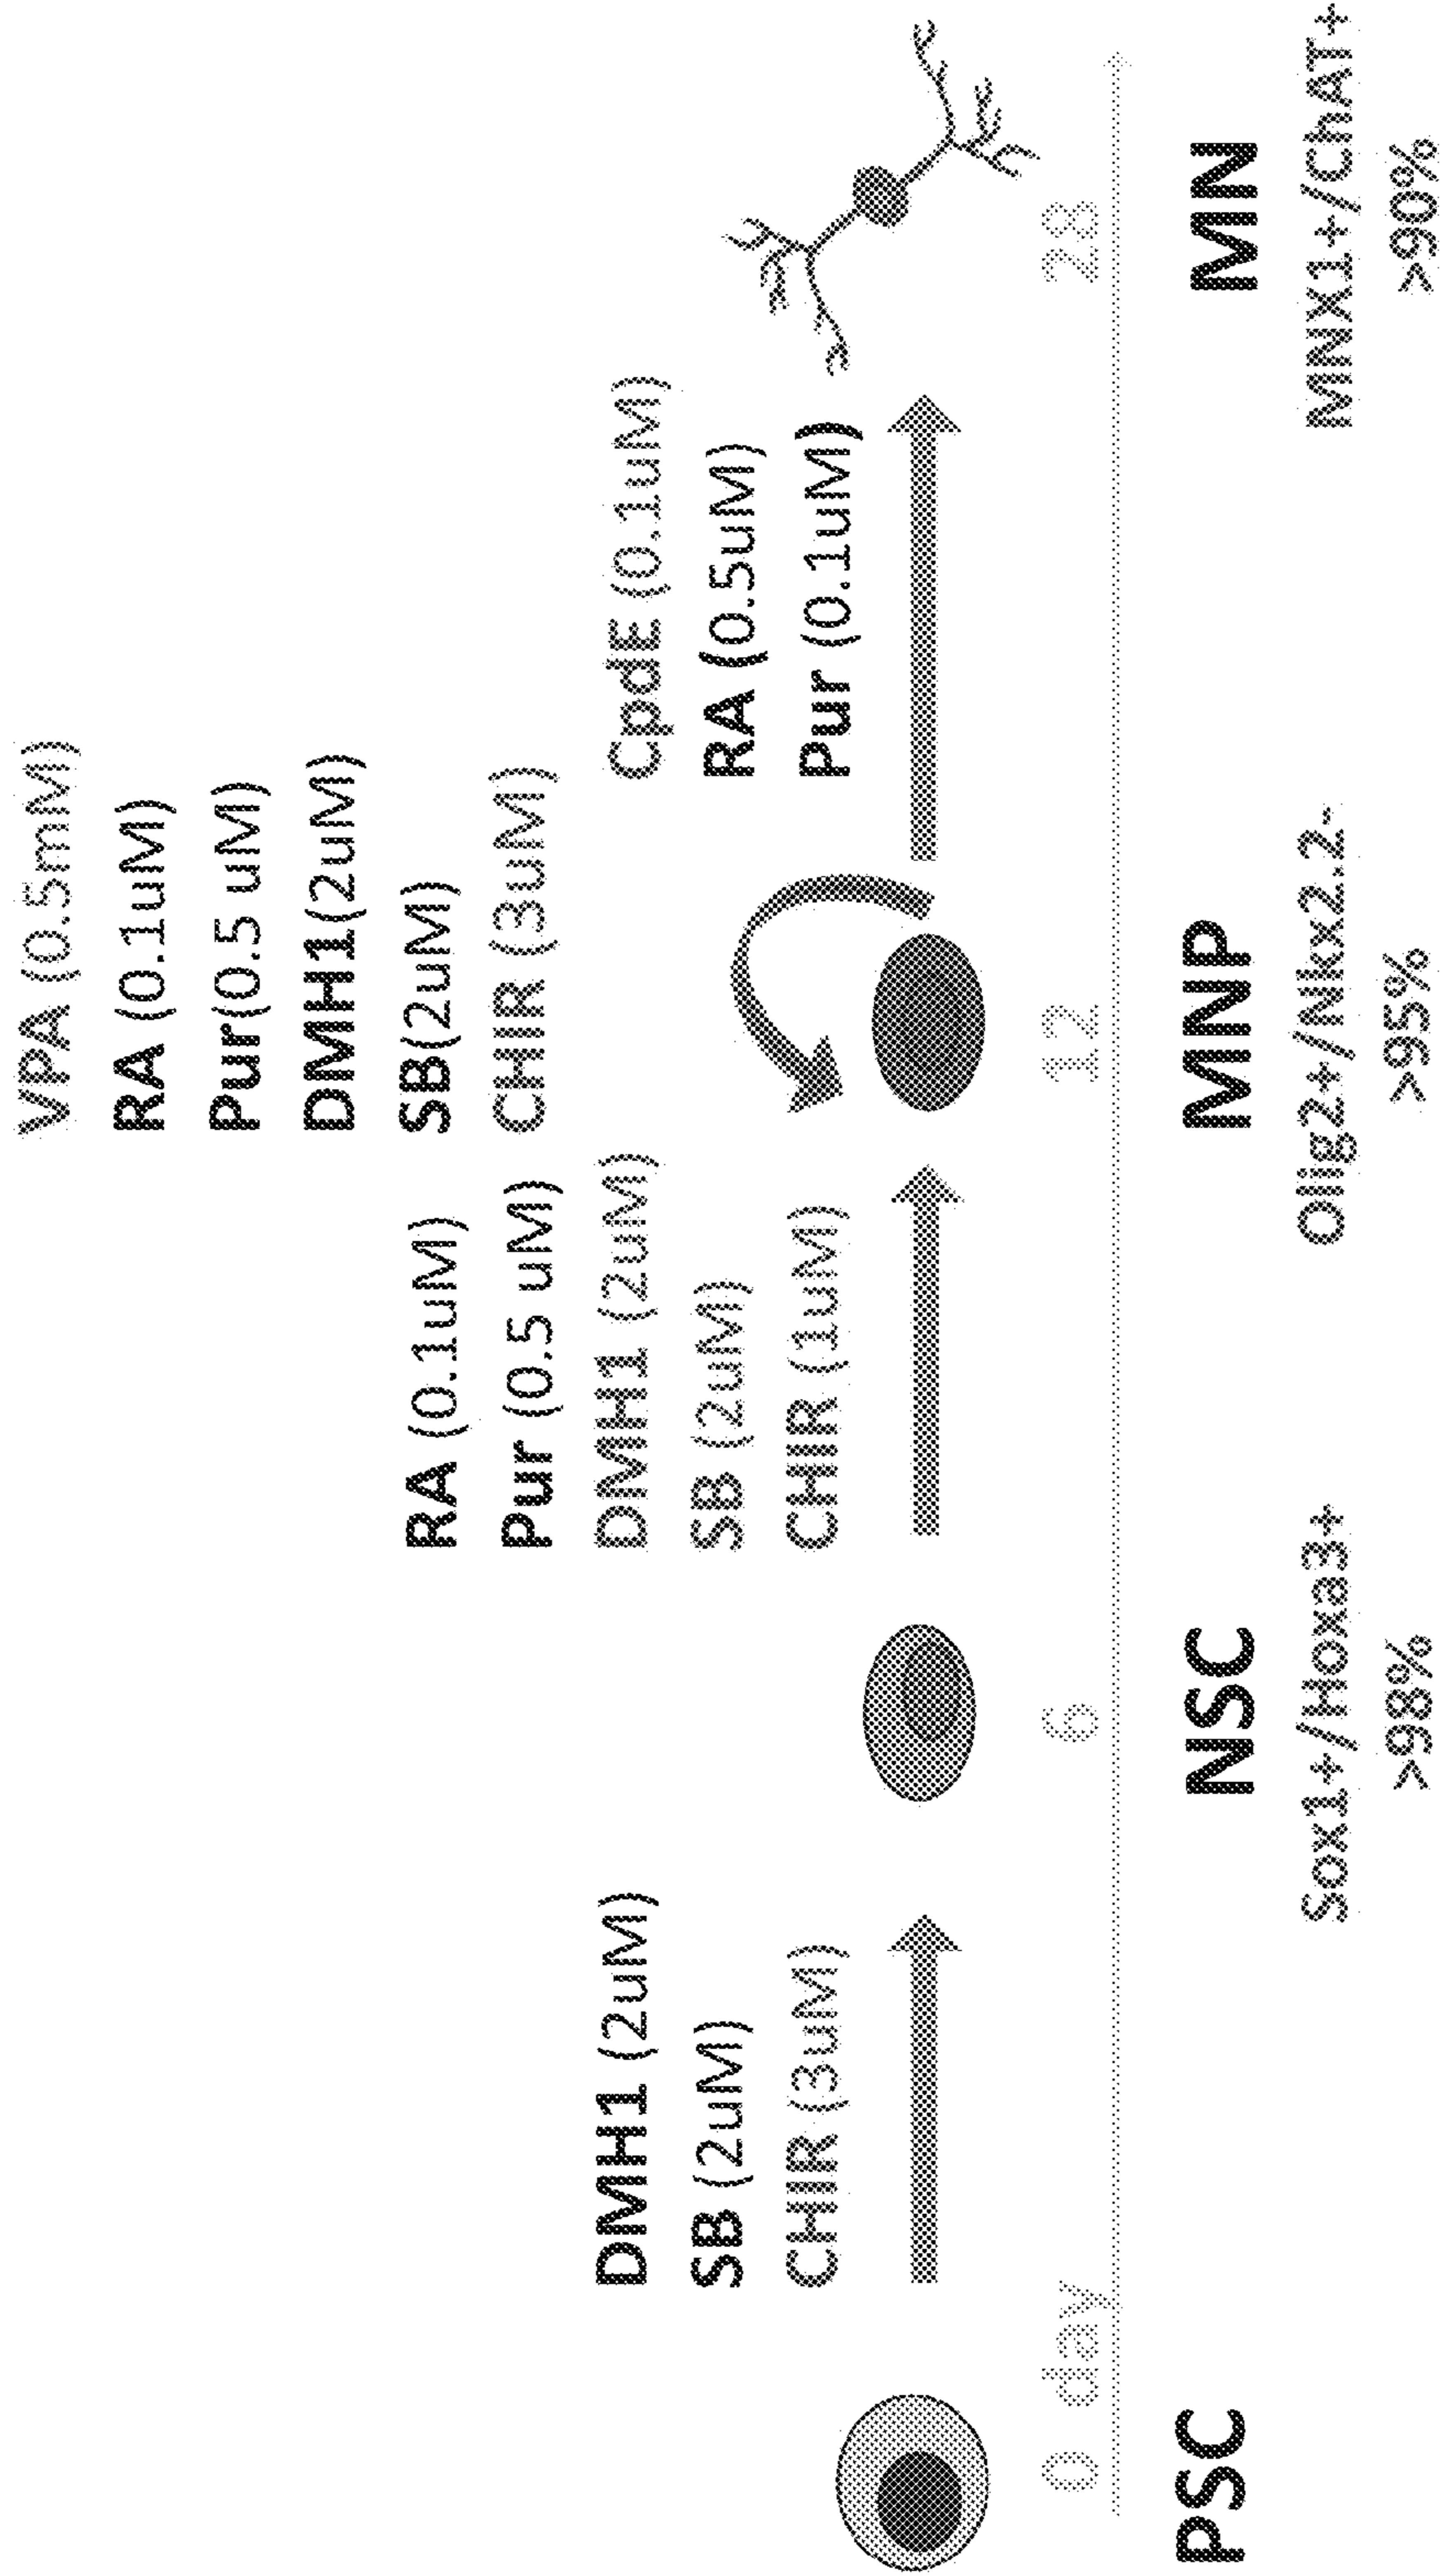 VPA (0.5mM)
RA (0.1uM)
Pur(0.5 uM)
DMH1(2uM)
SB(2uM)
CHIR (3uM)
RA (0.1uM)
Pur (0.5 uM)
DMH1 (2uM)
SB (2uM)
CHIR (1uM)
DMH1 (2uM)
SB (2uM)
CHIR (3uM)
CpdE (0.1uM)
RA (0.5uM)
Pur (0.1uM)
0 day
6
12
28
PSC
NSC
MNP
MN
Sox1+/Hoxa3+
Olig2+/Nkx2.2-
MNX1+/ChAT+
>98%
>95%
>90%